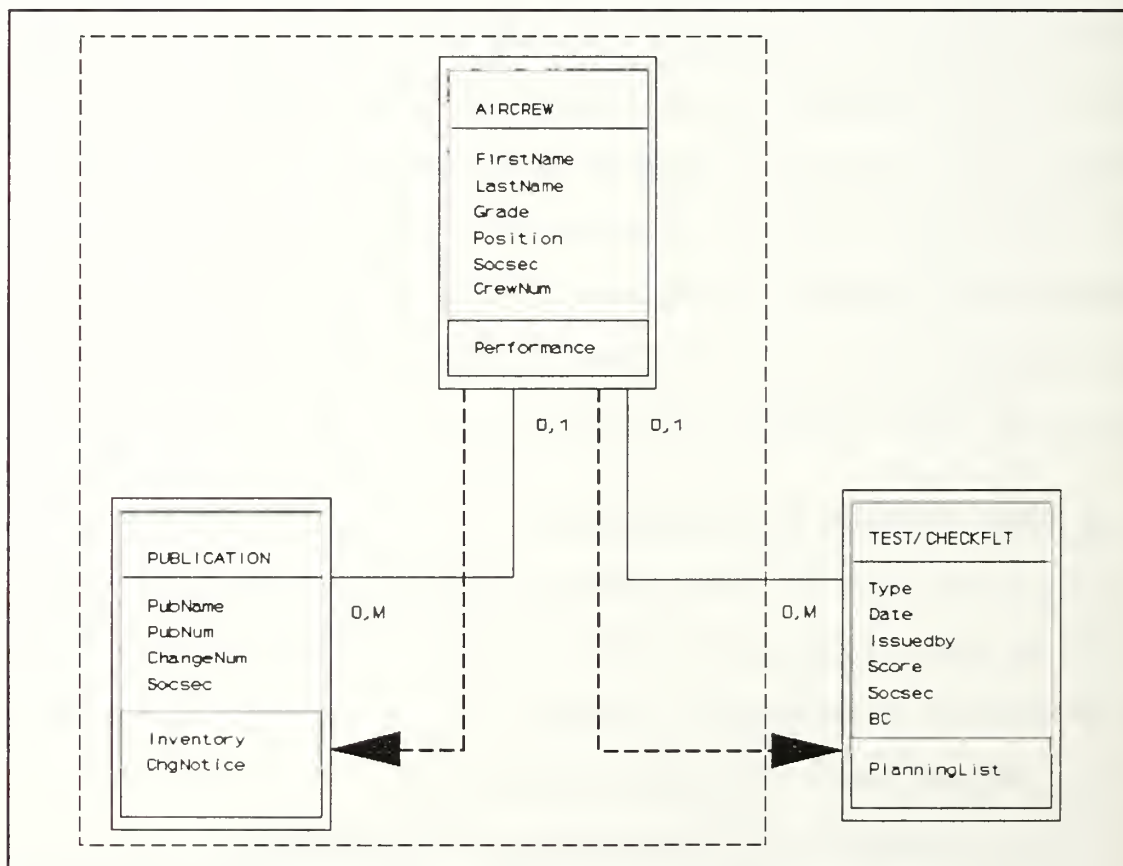 AIRCREW
FirstName
LastName
Grade
Position
Socsec
CrewNum
Performance
0,1
0,1
PUBLICATION
PubName
PubNum
ChangeNum
Socsec
Inventory
ChgNotice
0,M
0,M
TEST/CHECKFLT
Type
Date
Issuedby
Score
Socsec
BC
PlanningList